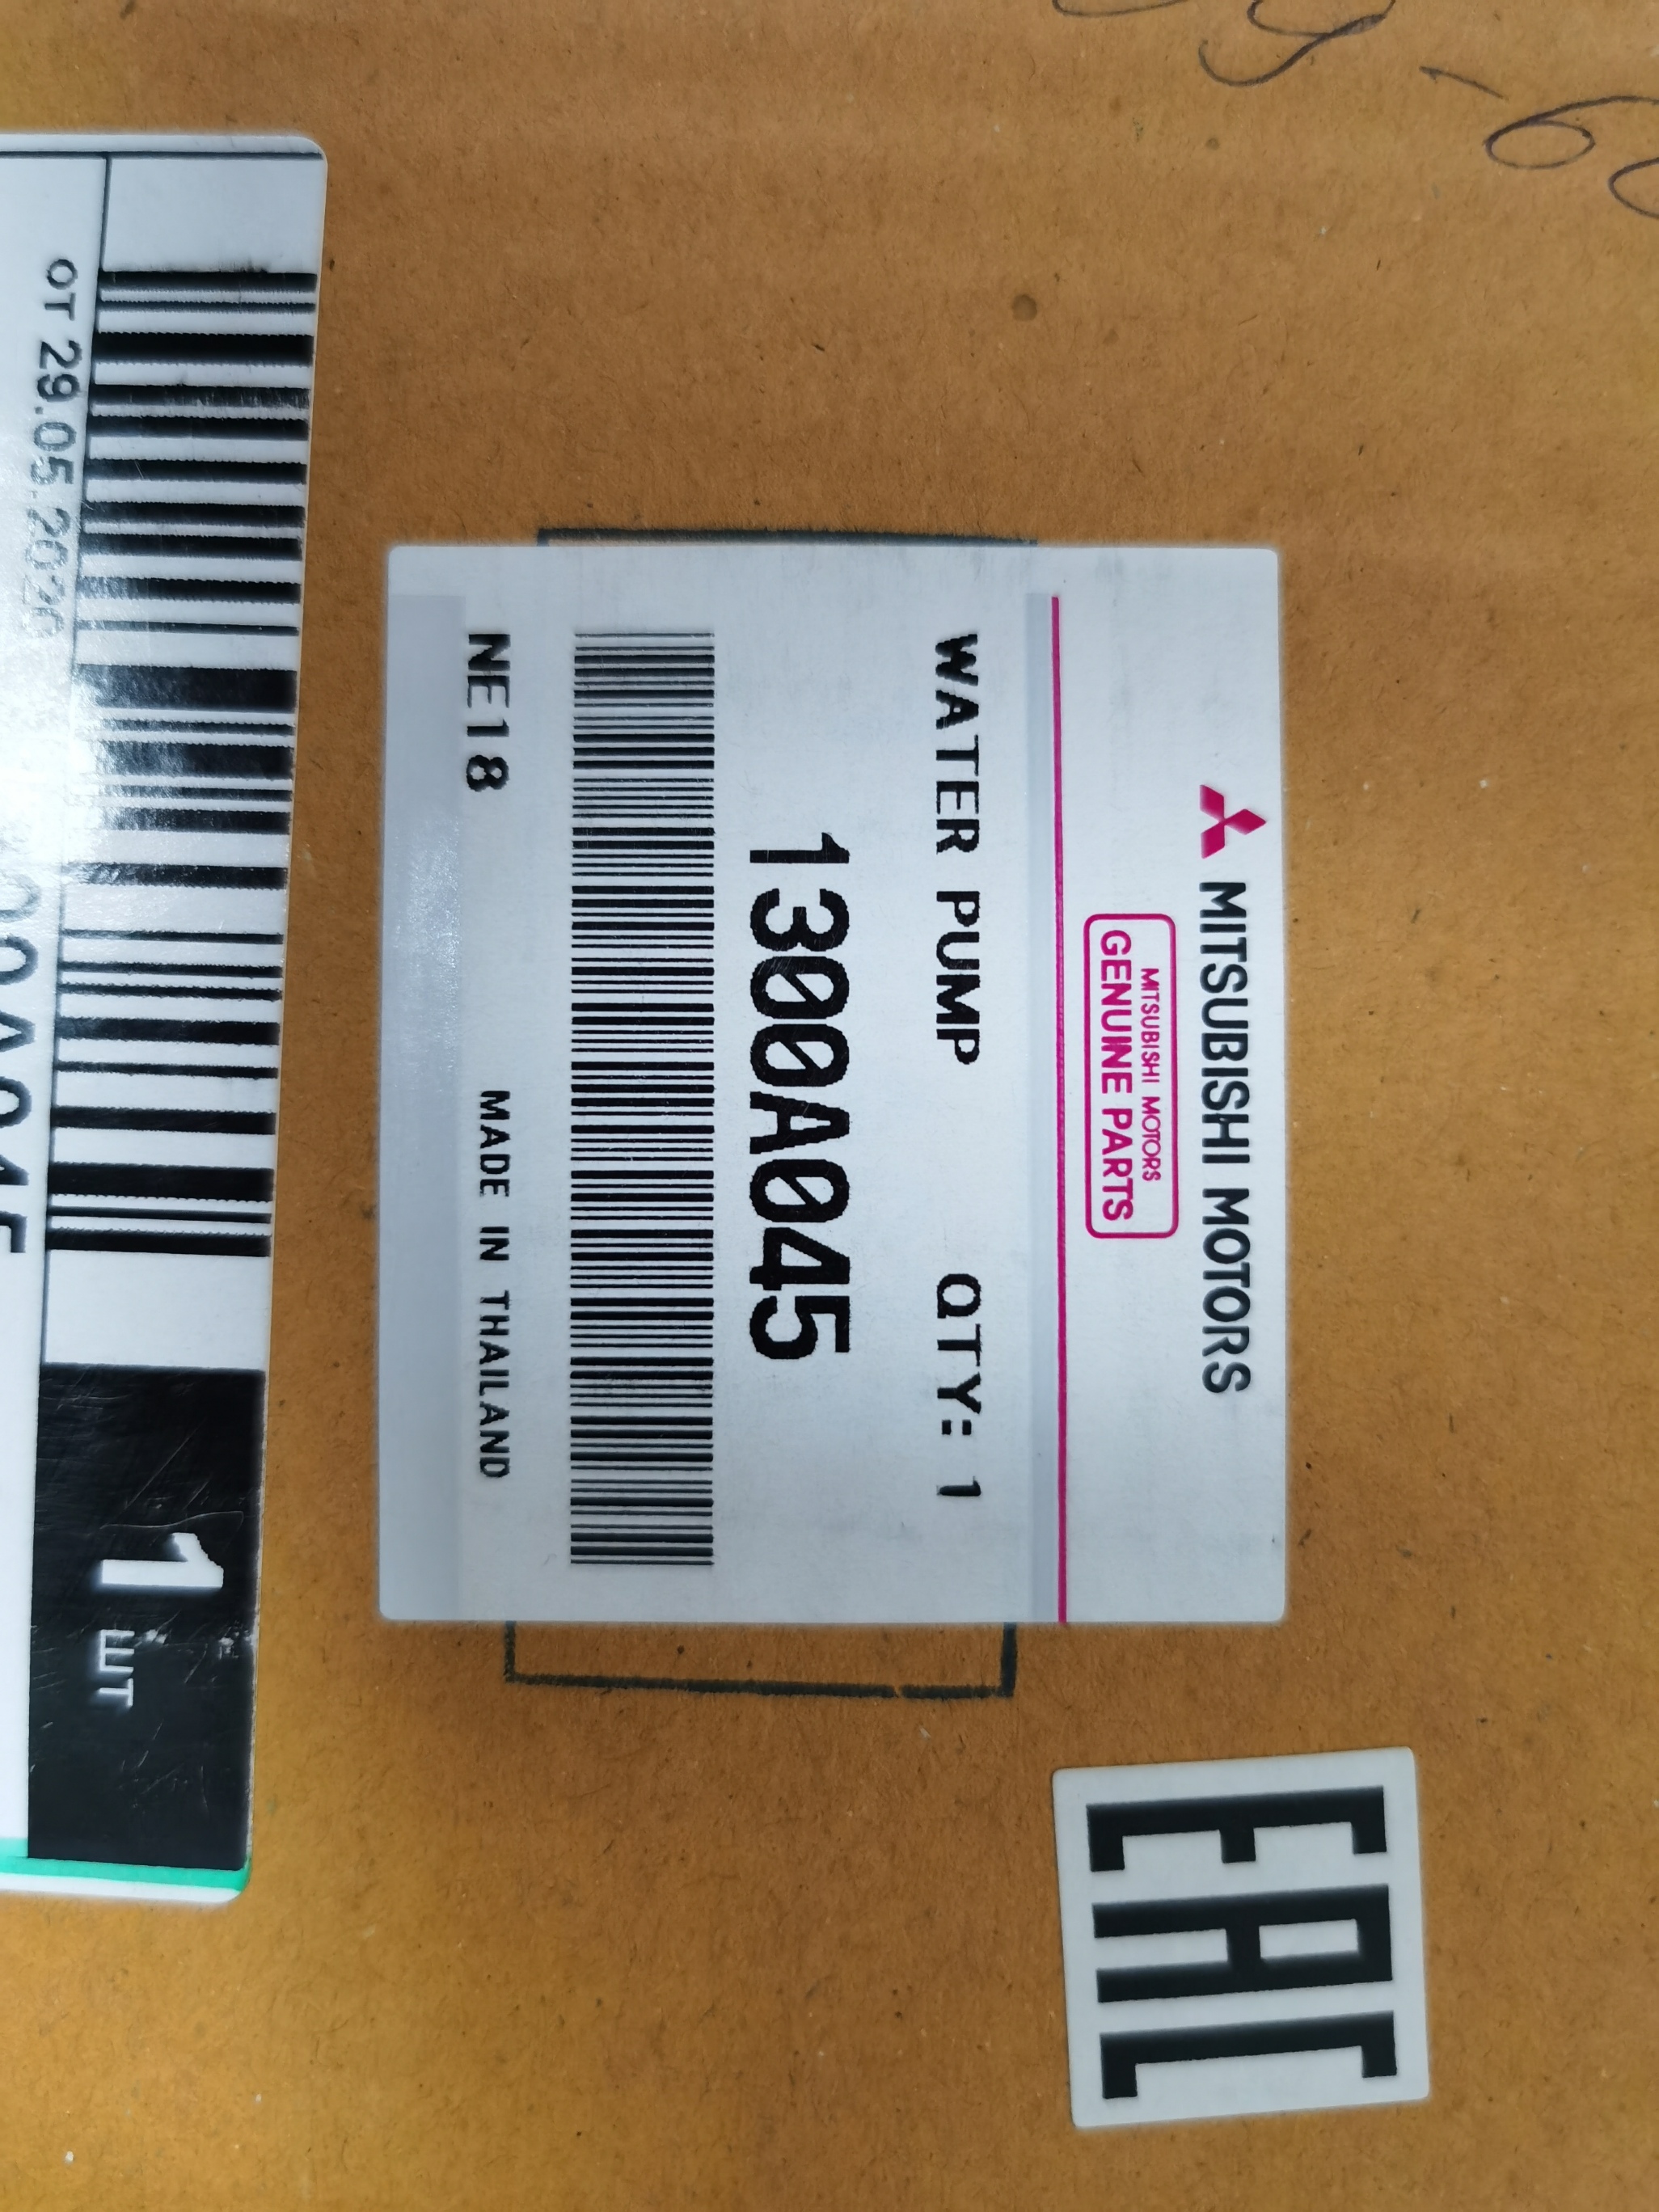 MITSUBISHI MOTORS
MITSUBISHI MOTORS
GENUINE PARTS
WATER PUMP QTY: 1
1300A045
NE18 MADE IN THAILAND
EAC
1 шт
от 29.05.2020